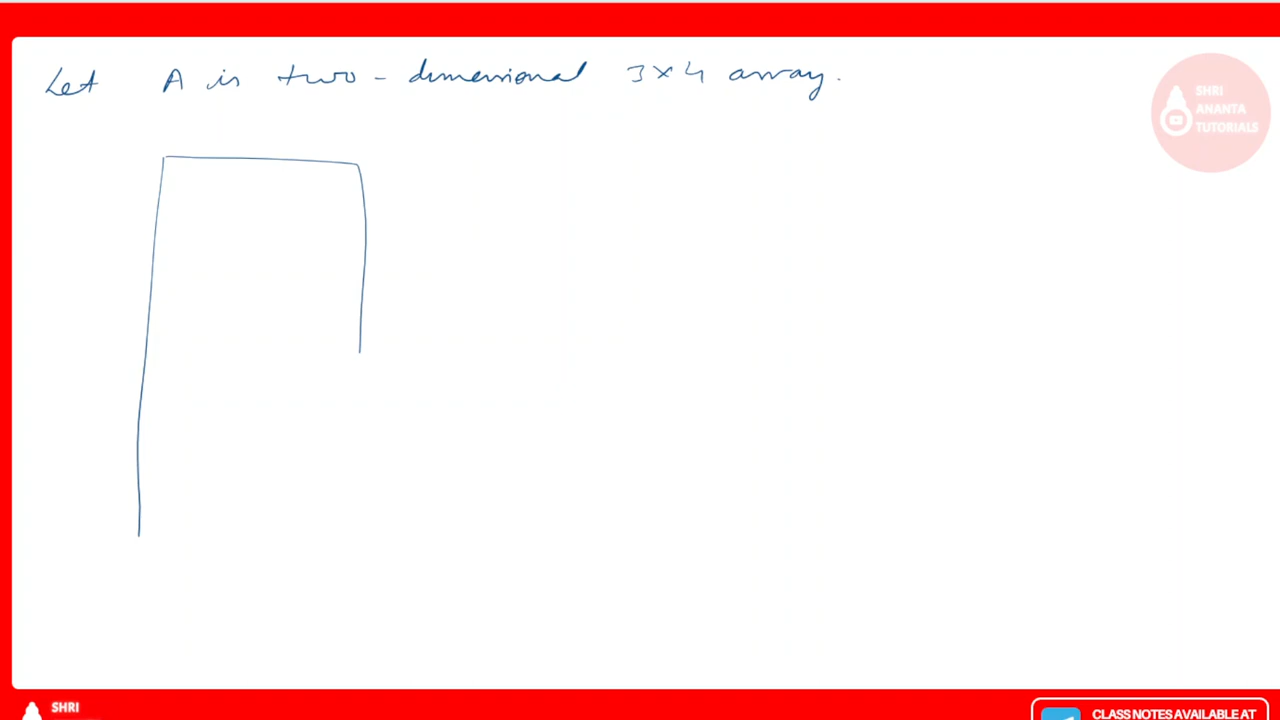 Let A is two - dimensional 3×4 array.
SHRI
ANANTA
TUTORIALS
SHRI
CLASS NOTES AVAILABLE AT